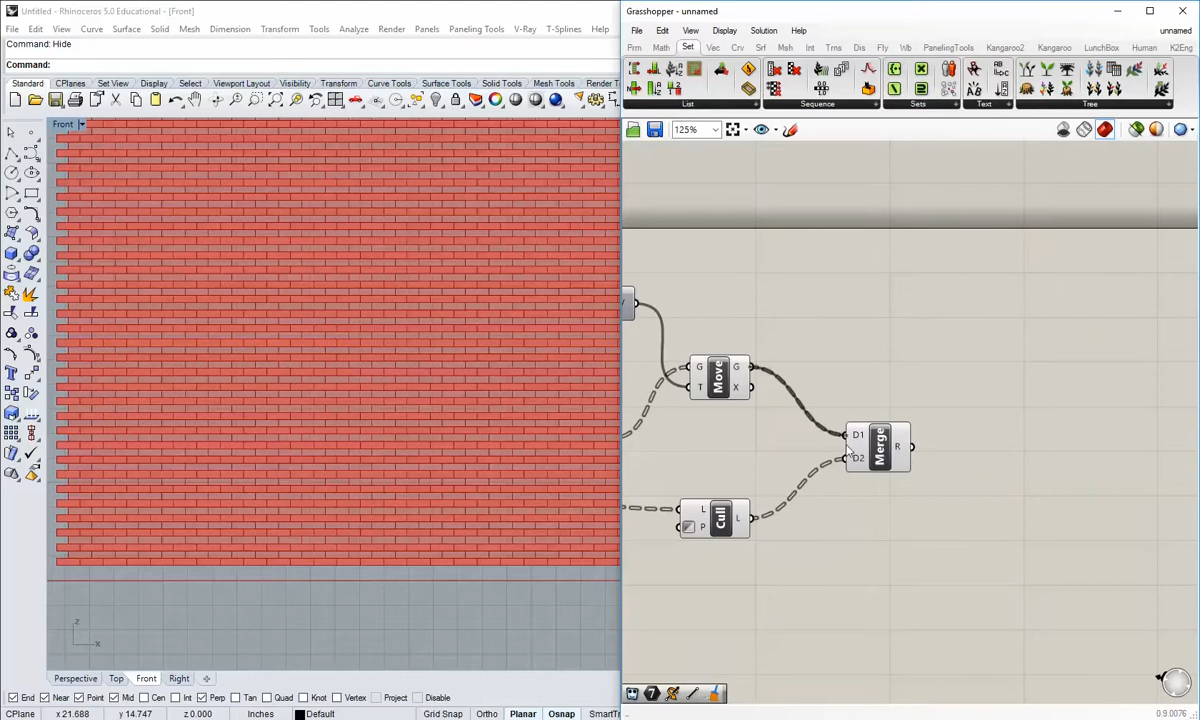 Untitled - Rhinoceros 5.0 Educational - [Front]
File Edit View Curve Surface Solid Mesh Dimension Transform Tools Analyze Render Panels V-Ray T-Splines Help
Command: Hide
Command:
Standard CPlanes Set View Display Select Viewport Layout Visibility Transform Curve Tools Surface Tools Solid Tools Mesh Tools Render To
Front
z
x
Perspective Top Front Right
End Near Point Mid Cen Int Perp Tan Quad Knot Vertex Project Disable
CPlane x 21.688 y 14.747 z 0.000 Inches Default Grid Snap Ortho Planar Osnap SmartTr
Grasshopper - unnamed
File Edit View Display Solution Help unnamed
Prm Math Set Vec Crv Srf Msh Int Trns Dis Fly Wb PanelingTools Kangaroo2 Kangaroo LunchBox Human K2Eng
List Sequence Sets Text Tree
125%
G T Move G X
D1 D2 Merge R
L P Cull L
0.9.0076